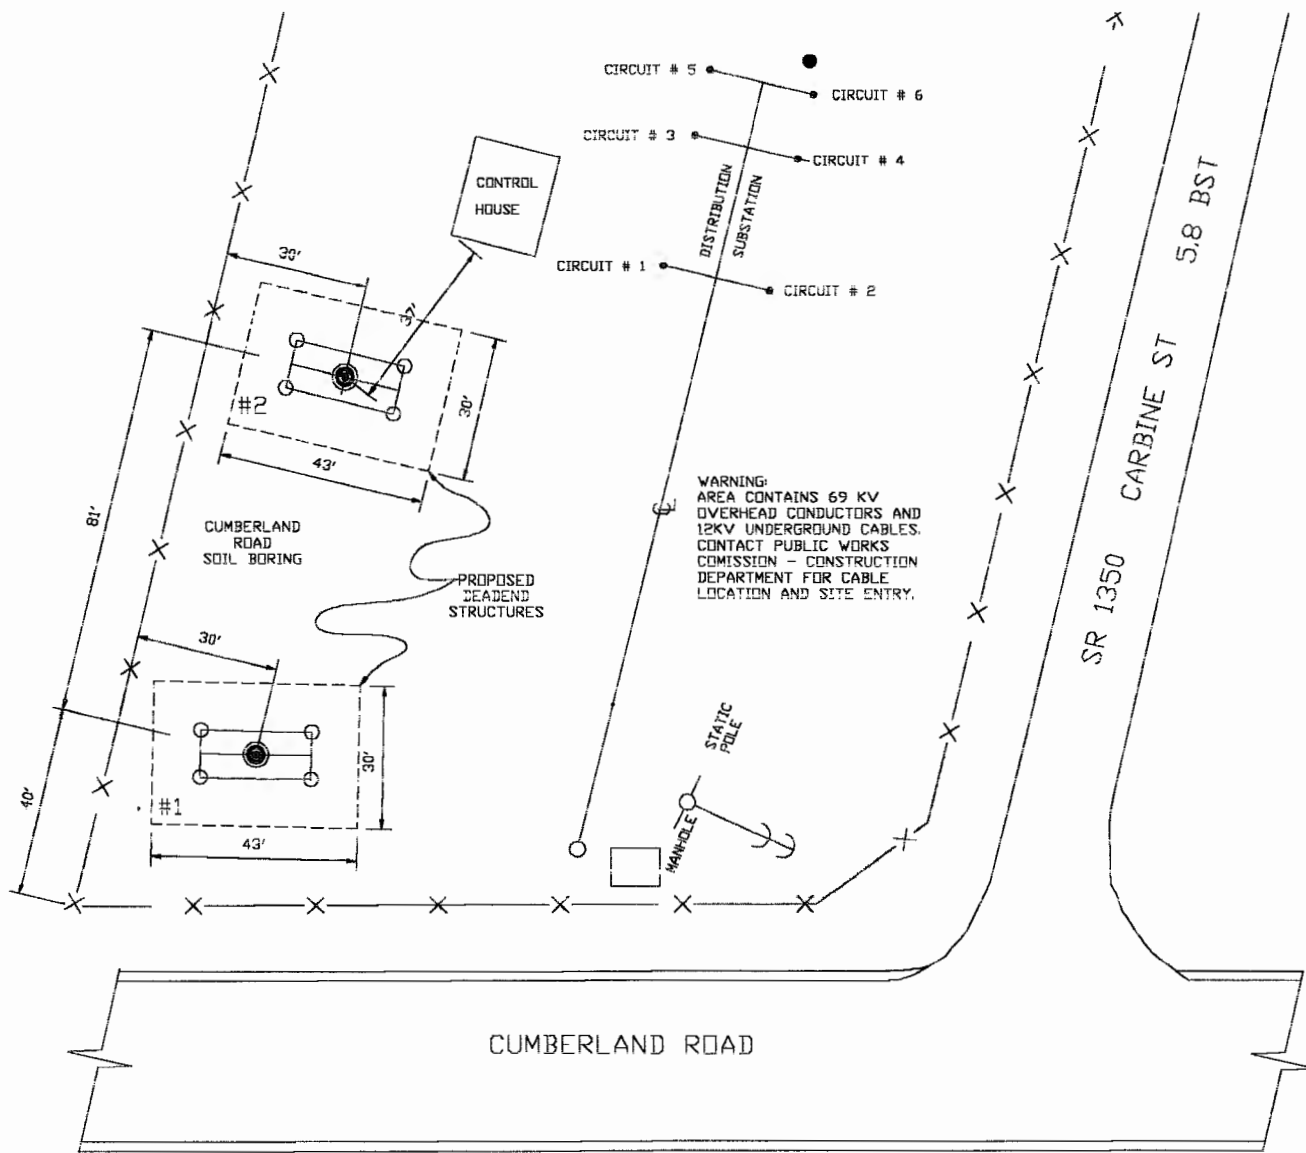 CIRCUIT # 5
CIRCUIT # 6
CIRCUIT # 3
CIRCUIT # 4
CONTROL
HOUSE
DISTRIBUTION
SUBSTATION
CIRCUIT # 1
CIRCUIT # 2
30'
37'
#2
30'
43'
81'
CUMBERLAND
ROAD
SOIL BORING
PROPOSED
DEADEND
STRUCTURES
WARNING:
AREA CONTAINS 69 KV
OVERHEAD CONDUCTORS AND
12KV UNDERGROUND CABLES.
CONTACT PUBLIC WORKS
COMISSION - CONSTRUCTION
DEPARTMENT FOR CABLE
LOCATION AND SITE ENTRY.
SR 1350 CARBINE ST 5.8 BST
30'
40'
#1
30'
43'
STATIC
POLE
MANHOLE
CUMBERLAND ROAD